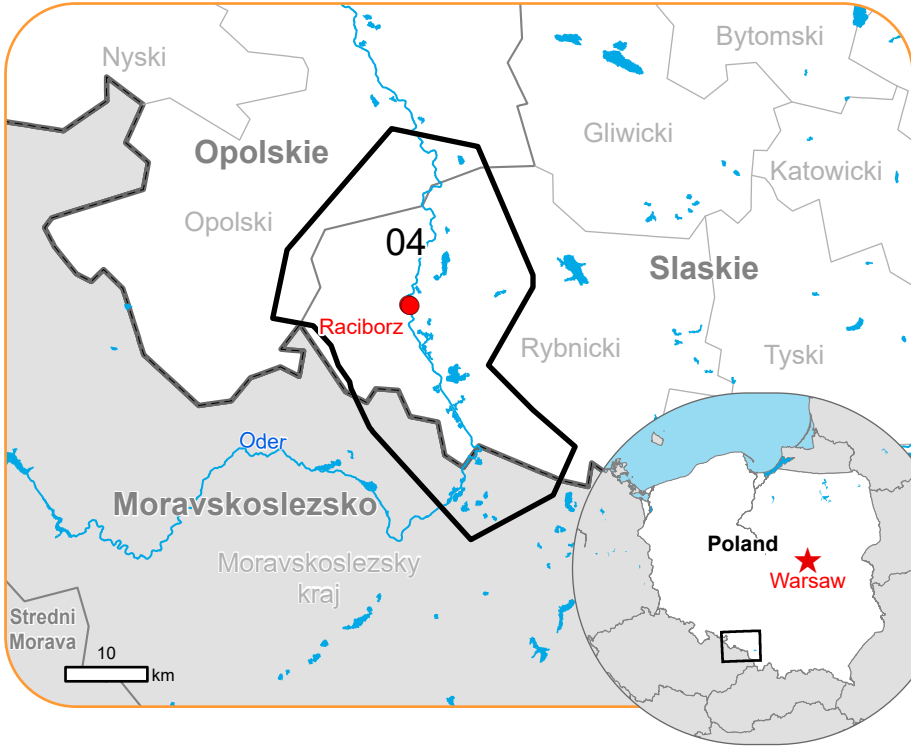 Nyski
Bytomski
Gliwicki
Opolskie
Katowicki
Opolski
04
Slaskie
Raciborz
Rybnicki
Tyski
Oder
Moravskoslezsko
Poland
Moravskoslezsky
kraj
Warsaw
Stredni
Morava
10
km